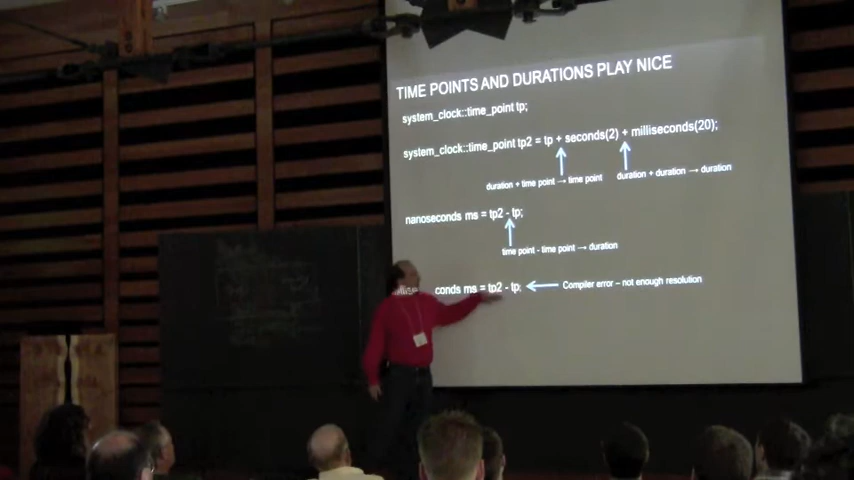 TIME POINTS AND DURATIONS PLAY NICE
system_clock::time_point tp;
system_clock::time_point tp2 = tp + seconds(2) + milliseconds(20);
duration + time point → time point duration + duration → duration
nanoseconds ms = tp2 - tp;
time point - time point → duration
conds ms = tp2 - tp; Compiler error – not enough resolution